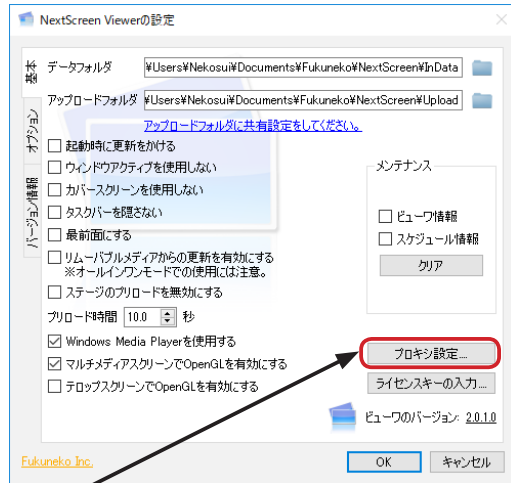 NextScreen Viewerの設定
基本
オプション
バージョン情報
データフォルダ ¥Users¥Nekosui¥Documents¥Fukuneko¥NextScreen¥InData
アップロードフォルダ ¥Users¥Nekosui¥Documents¥Fukuneko¥NextScreen¥Upload
アップロードフォルダに共有設定をしてください。
起動時に更新をかける
ウィンドウアクティブを使用しない
カバースクリーンを使用しない
タスクバーを隠さない
最前面にする
リムーバブルメディアからの更新を有効にする
※オールインワンモードでの使用には注意。
ステージのプリロードを無効にする
プリロード時間 10.0 秒
Windows Media Playerを使用する
マルチメディアスクリーンでOpenGLを有効にする
テロップスクリーンでOpenGLを有効にする
メンテナンス
ビューワ情報
スケジュール情報
クリア
プロキシ設定...
ライセンスキーの入力...
ビューワのバージョン: 2.0.1.0
Fukuneko Inc.
OK
キャンセル